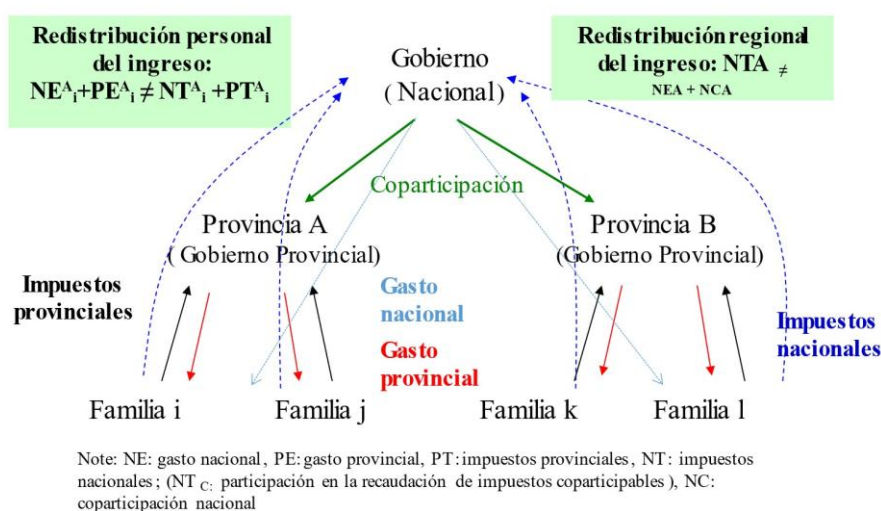 Redistribución personal
del ingreso:
NEᴬᵢ+PEᴬᵢ ≠ NTᴬᵢ +PTᴬᵢ
Gobierno
( Nacional)
Redistribución regional
del ingreso: NTA ≠
NEA + NCA
Coparticipación
Provincia A
( Gobierno Provincial)
Provincia B
(Gobierno Provincial)
Impuestos
provinciales
Gasto
nacional
Gasto
provincial
Impuestos
nacionales
Familia i
Familia j
Familia k
Familia l
Note: NE: gasto nacional, PE: gasto provincial, PT: impuestos provinciales, NT: impuestos
nacionales; (NT C: participación en la recaudación de impuestos coparticipables), NC:
coparticipación nacional